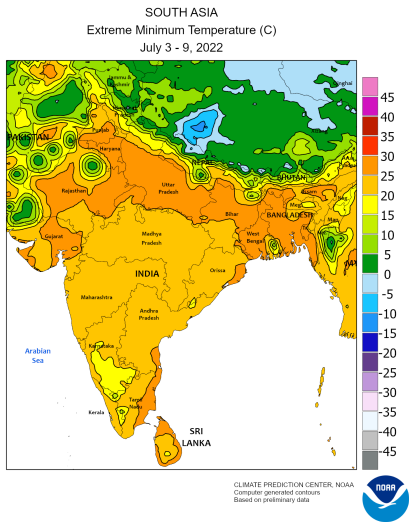 SOUTH ASIA
Extreme Minimum Temperature (C)
July 3 - 9, 2022
Jammu &
Kashmir
PAKISTAN
Punjab
Haryana
NEPAL
BHUTAN
Rajasthan
Uttar
Pradesh
Assam
Bihar
BANGLADESH
Gujarat
Madhya
Pradesh
West
Bengal
INDIA
Orissa
Maharashtra
Andhra
Pradesh
Karnataka
Arabian
Sea
Tamil
Nadu
Kerala
SRI
LANKA
45
40
35
30
25
20
15
10
5
0
-5
-10
-15
-20
-25
-30
-35
-40
-45
CLIMATE PREDICTION CENTER, NOAA
Computer generated contours
Based on preliminary data
NOAA